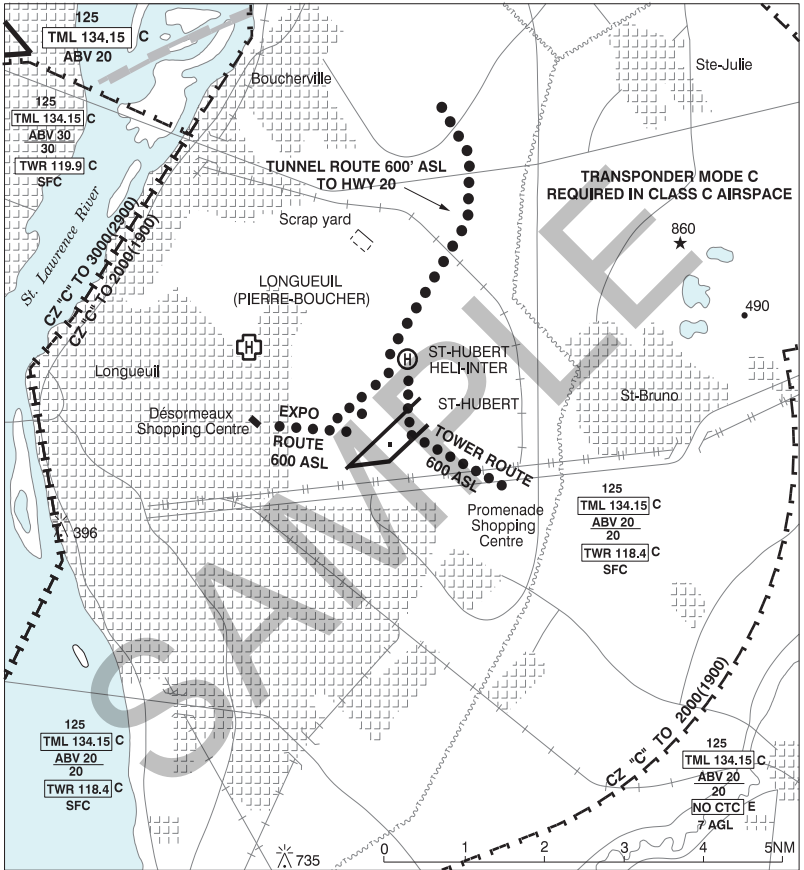 125
TML 134.15 C
ABV 20
Boucherville
Ste-Julie
125
TML 134.15 C
ABV 30
30
TWR 119.9 C
SFC
TUNNEL ROUTE 600' ASL
TO HWY 20
TRANSPONDER MODE C
REQUIRED IN CLASS C AIRSPACE
860
St. Lawrence River
CZ "C" TO 3000(2900)
CZ "C" TO 2000(1900)
Scrap yard
LONGUEUIL
(PIERRE-BOUCHER)
490
H
H
ST-HUBERT
HELI-INTER
Longueuil
St-Bruno
ST-HUBERT
Désormeaux
Shopping Centre
EXPO
ROUTE
600 ASL
TOWER ROUTE
600 ASL
Promenade
Shopping
Centre
125
TML 134.15 C
ABV 20
20
TWR 118.4 C
SFC
396
SAMPLE
CZ "C" TO 2000(1900)
125
TML 134.15 C
ABV 20
20
TWR 118.4 C
SFC
125
TML 134.15 C
ABV 20
20
NO CTC E
7 AGL
735
0 1 2 3 4 5NM